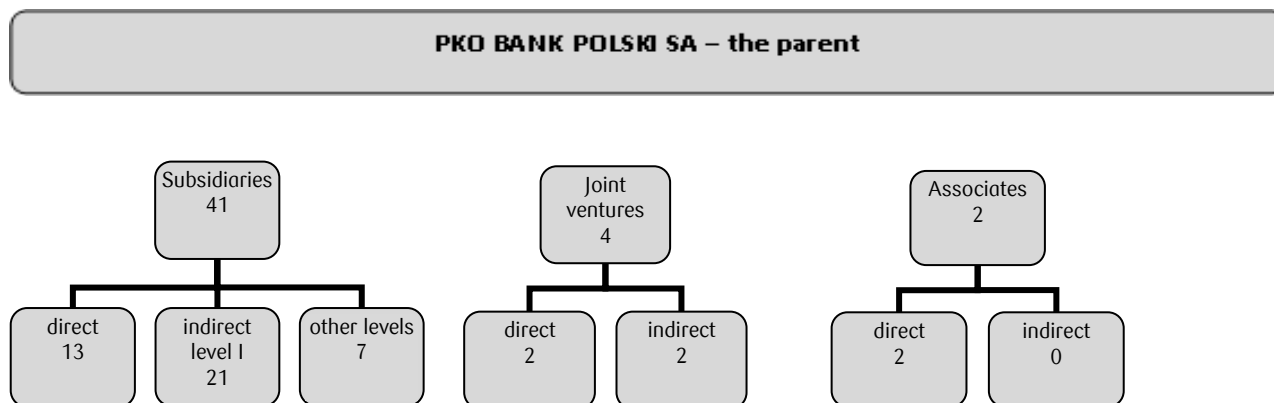 PKO BANK POLSKI SA – the parent
Subsidiaries
41
Joint
ventures
4
Associates
2
direct
13
indirect
level I
21
other levels
7
direct
2
indirect
2
direct
2
indirect
0